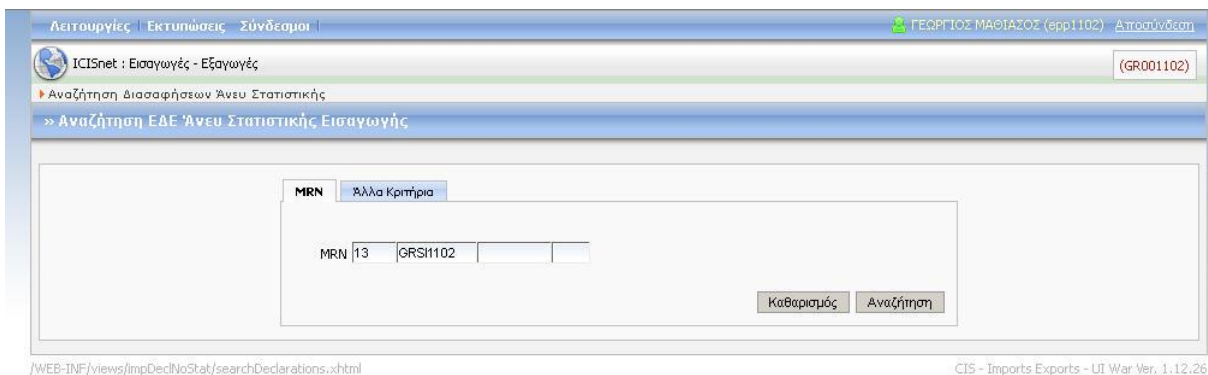 Λειτουργίες Εκτυπώσεις Σύνδεσμοι ΓΕΩΡΓΙΟΣ ΜΑΘΙΑΣΟΣ (epp1102) Αποσύνδεση
ICISnet : Εισαγωγές - Εξαγωγές (GR001102)
Αναζήτηση Διασαφήσεων Άνευ Στατιστικής
» Αναζήτηση ΕΔΕ Άνευ Στατιστικής Εισαγωγής
MRN Άλλα Κριτήρια
MRN 13 GRSI1102
Καθαρισμός Αναζήτηση
/WEB-INF/views/impDeclNoStat/searchDeclarations.xhtml CIS - Imports Exports - UI War Ver. 1.12.26